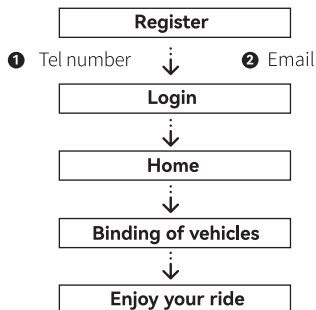 Register
❶ Tel number ❷ Email
Login
Home
Binding of vehicles
Enjoy your ride